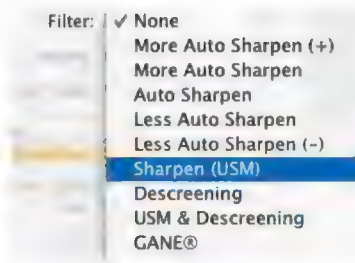 Filter: ✓ None
More Auto Sharpen (+)
More Auto Sharpen
Auto Sharpen
Less Auto Sharpen
Less Auto Sharpen (-)
Sharpen (USM)
Descreening
USM & Descreening
GANE®